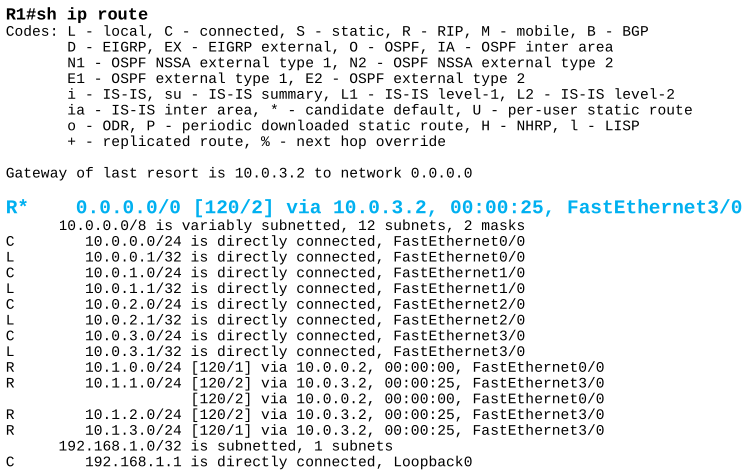 R1#sh ip route
Codes: L - local, C - connected, S - static, R - RIP, M - mobile, B - BGP
       D - EIGRP, EX - EIGRP external, O - OSPF, IA - OSPF inter area
       N1 - OSPF NSSA external type 1, N2 - OSPF NSSA external type 2
       E1 - OSPF external type 1, E2 - OSPF external type 2
       i - IS-IS, su - IS-IS summary, L1 - IS-IS level-1, L2 - IS-IS level-2
       ia - IS-IS inter area, * - candidate default, U - per-user static route
       o - ODR, P - periodic downloaded static route, H - NHRP, l - LISP
       + - replicated route, % - next hop override

Gateway of last resort is 10.0.3.2 to network 0.0.0.0

R*    0.0.0.0/0 [120/2] via 10.0.3.2, 00:00:25, FastEthernet3/0
      10.0.0.0/8 is variably subnetted, 12 subnets, 2 masks
C        10.0.0.0/24 is directly connected, FastEthernet0/0
L        10.0.0.1/32 is directly connected, FastEthernet0/0
C        10.0.1.0/24 is directly connected, FastEthernet1/0
L        10.0.1.1/32 is directly connected, FastEthernet1/0
C        10.0.2.0/24 is directly connected, FastEthernet2/0
L        10.0.2.1/32 is directly connected, FastEthernet2/0
C        10.0.3.0/24 is directly connected, FastEthernet3/0
L        10.0.3.1/32 is directly connected, FastEthernet3/0
R        10.1.0.0/24 [120/1] via 10.0.0.2, 00:00:00, FastEthernet0/0
R        10.1.1.0/24 [120/2] via 10.0.3.2, 00:00:25, FastEthernet3/0
                     [120/2] via 10.0.0.2, 00:00:00, FastEthernet0/0
R        10.1.2.0/24 [120/2] via 10.0.3.2, 00:00:25, FastEthernet3/0
R        10.1.3.0/24 [120/1] via 10.0.3.2, 00:00:25, FastEthernet3/0
      192.168.1.0/32 is subnetted, 1 subnets
C        192.168.1.1 is directly connected, Loopback0